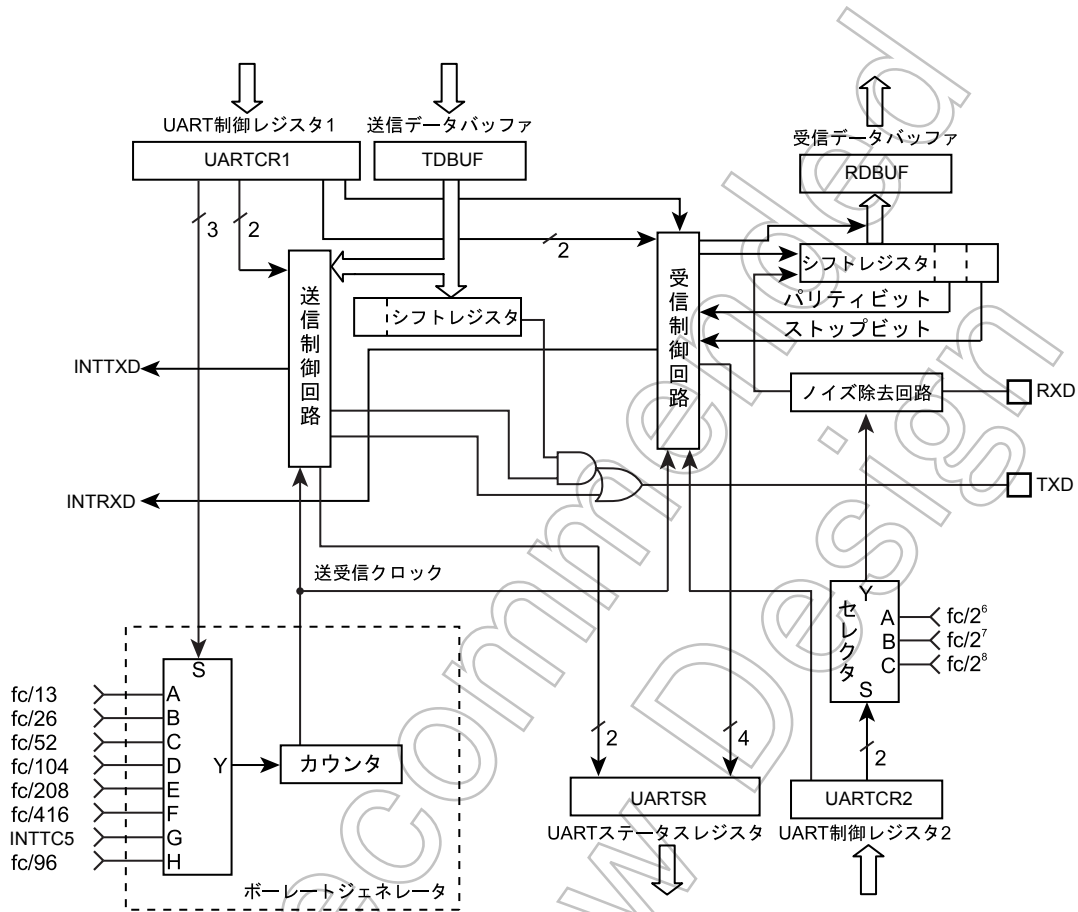 UART制御レジスタ1
送信データバッファ
受信データバッファ
UARTCR1
TDBUF
RDBUF
3
2
2
送信制御回路
受信制御回路
シフトレジスタ
シフトレジスタ
パリティビット
ストップビット
INTTXD
ノイズ除去回路
RXD
INTRXD
TXD
送受信クロック
セレクタ
Y
A
B
C
S
fc/2⁶
fc/2⁷
fc/2⁸
fc/13
fc/26
fc/52
fc/104
fc/208
fc/416
INTTC5
fc/96
S
A
B
C
D
E
F
G
H
Y
カウンタ
ボーレートジェネレータ
2
4
2
UARTSR
UARTCR2
UARTステータスレジスタ
UART制御レジスタ2
ecommended
w Design